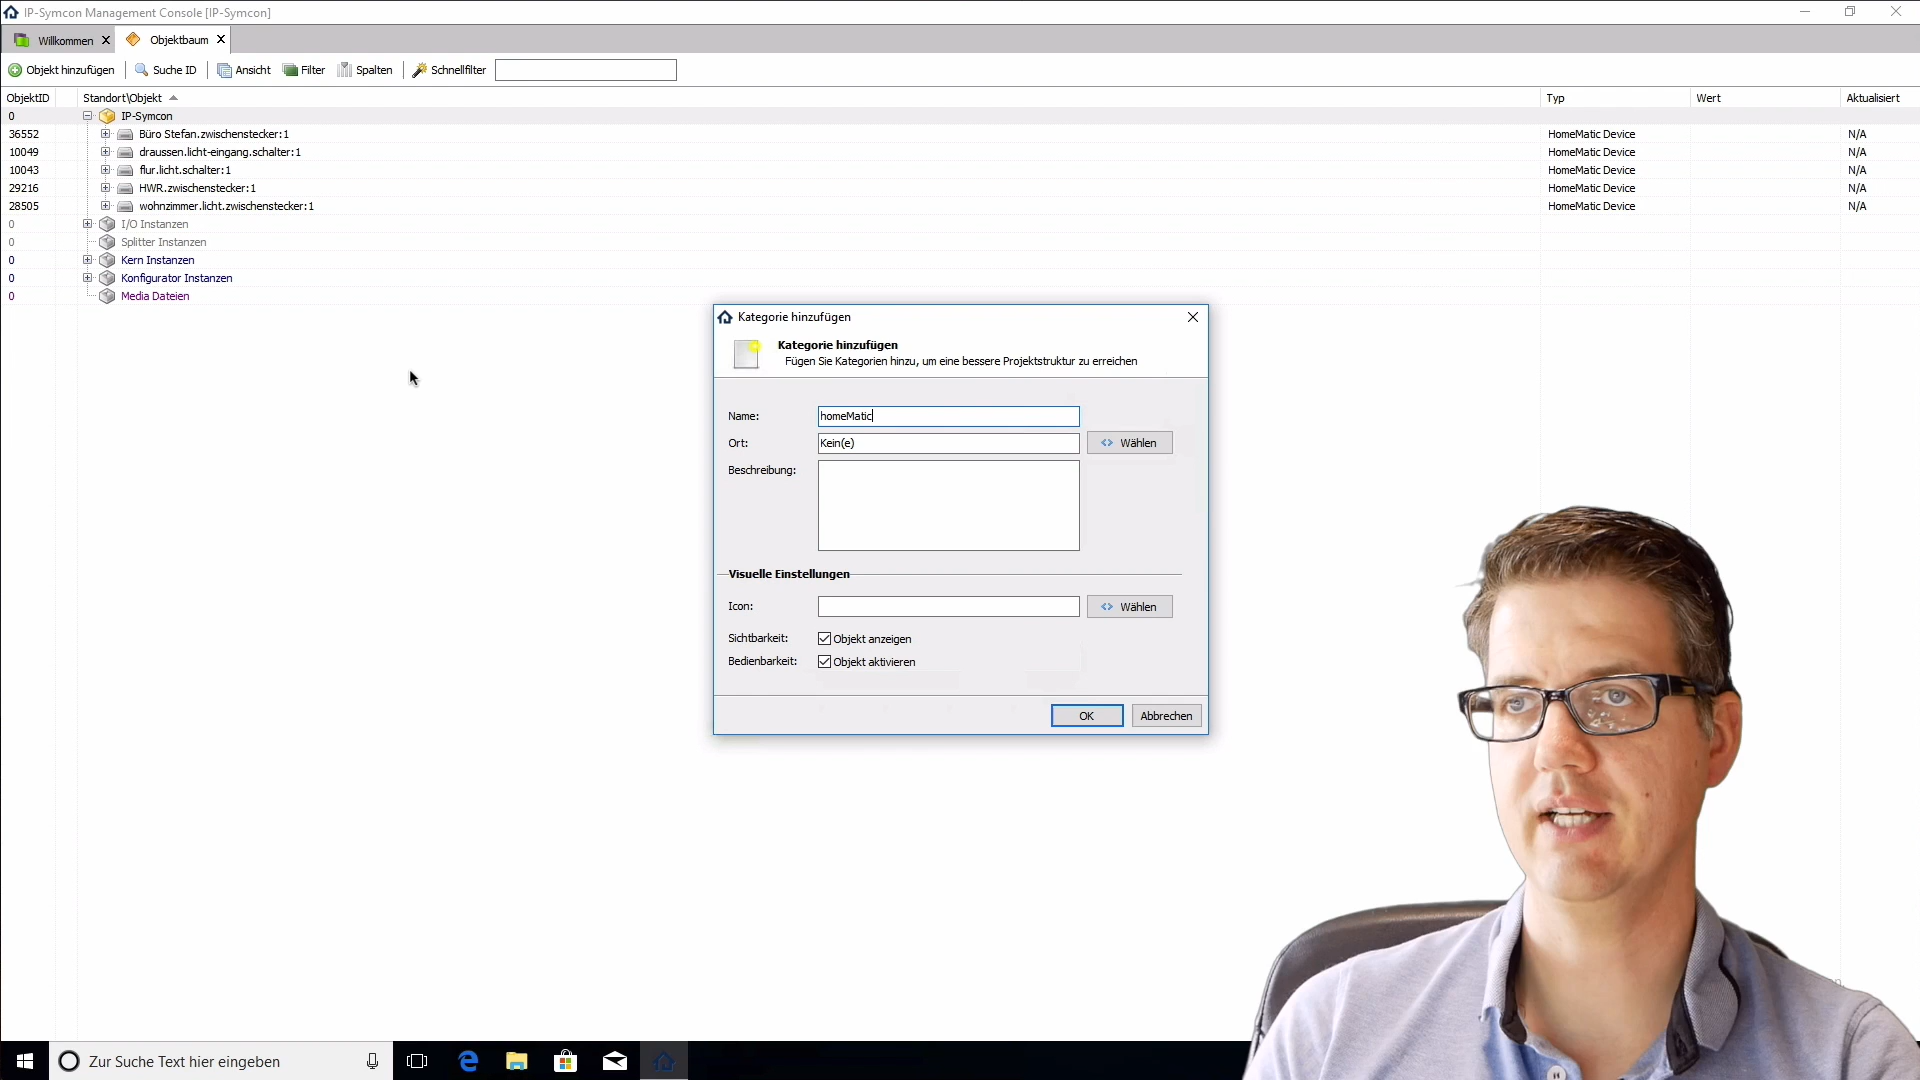 IP-Symcon Management Console [IP-Symcon]
Willkommen
Objektbaum
Objekt hinzufügen
Suche ID
Ansicht
Filter
Spalten
Schnellfilter
ObjektID
Standort\Objekt
Typ
Wert
Aktualisiert
0 IP-Symcon
36552 Büro Stefan.zwischenstecker:1 HomeMatic Device N/A
10049 draussen.licht-eingang.schalter:1 HomeMatic Device N/A
10043 flur.licht.schalter:1 HomeMatic Device N/A
29216 HWR.zwischenstecker:1 HomeMatic Device N/A
28505 wohnzimmer.licht.zwischenstecker:1 HomeMatic Device N/A
0 I/O Instanzen
0 Splitter Instanzen
0 Kern Instanzen
0 Konfigurator Instanzen
0 Media Dateien
Kategorie hinzufügen
Kategorie hinzufügen
Fügen Sie Kategorien hinzu, um eine bessere Projektstruktur zu erreichen
Name: homeMatic
Ort: Kein(e) Wählen
Beschreibung:
Visuelle Einstellungen
Icon: Wählen
Sichtbarkeit: Objekt anzeigen
Bedienbarkeit: Objekt aktivieren
OK Abbrechen
Zur Suche Text hier eingeben